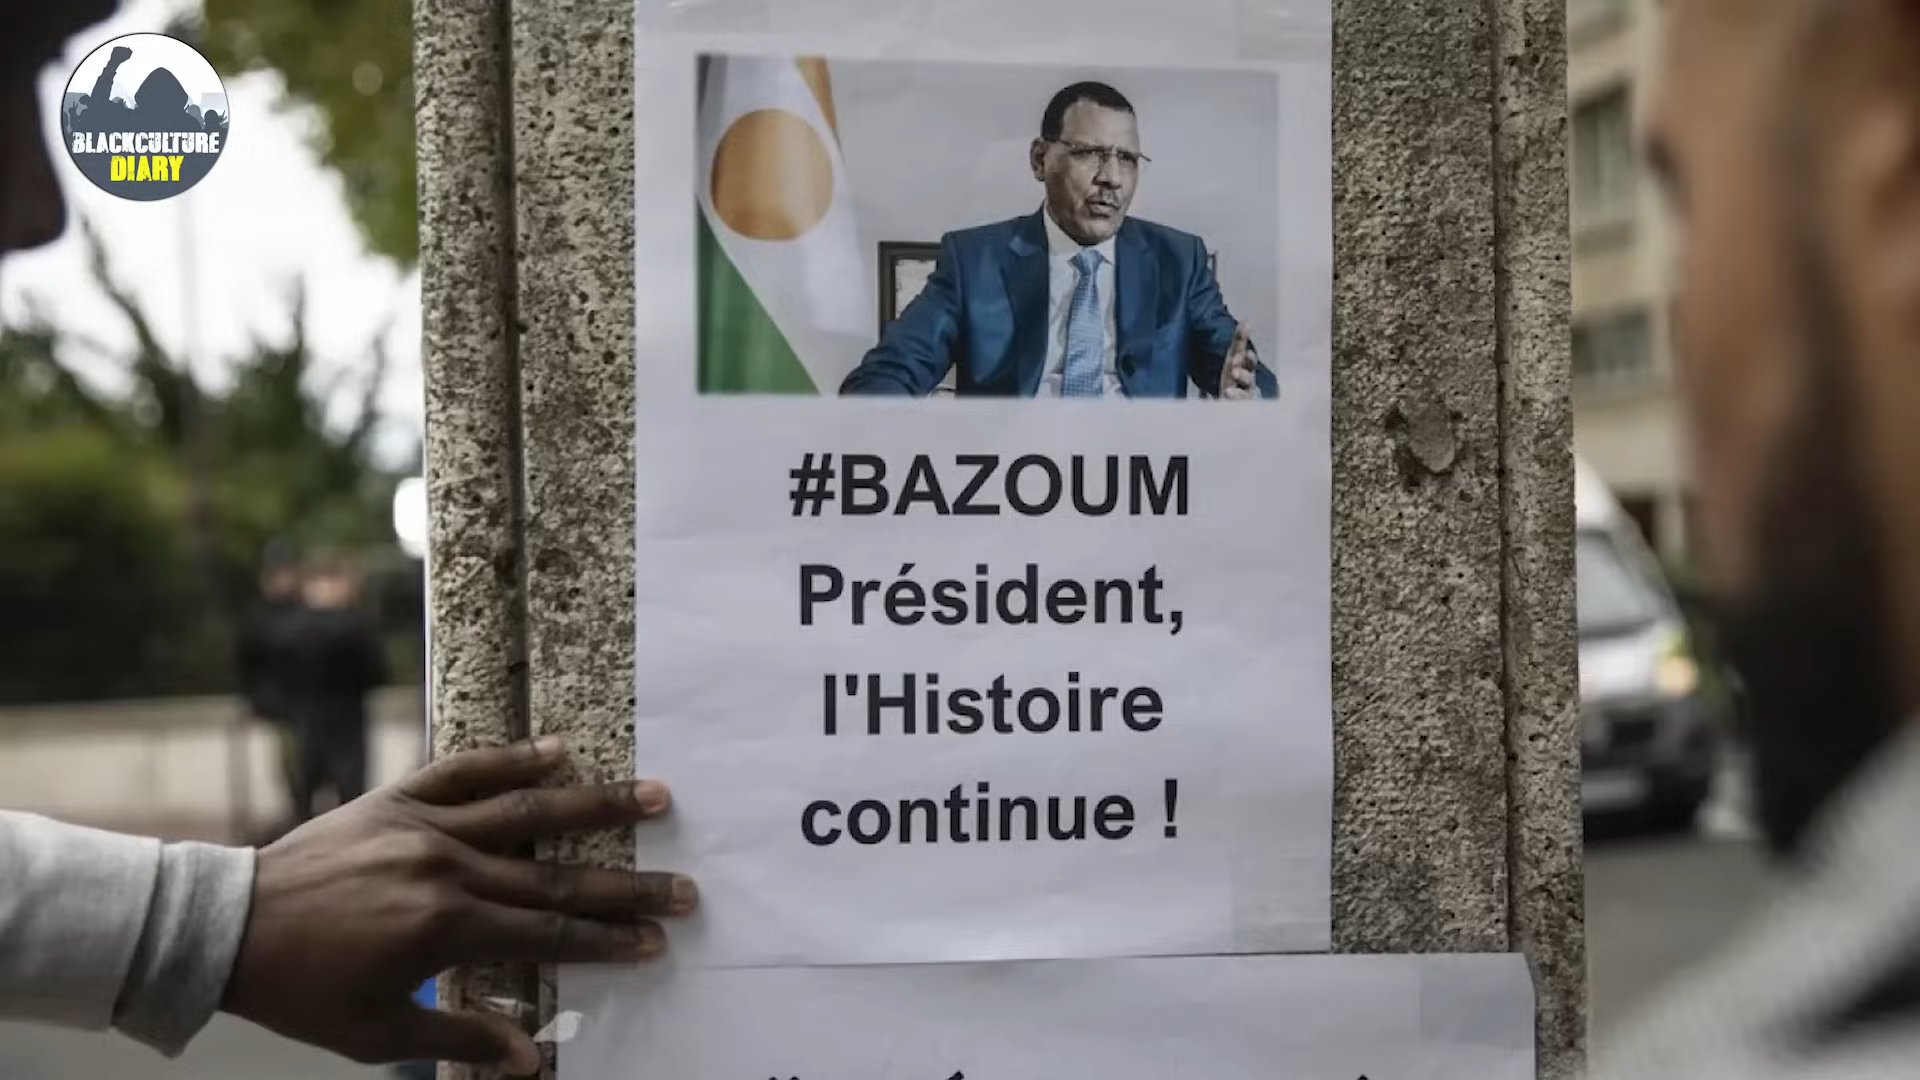 BLACKCULTURE
DIARY
#BAZOUM
Président,
l'Histoire
continue !